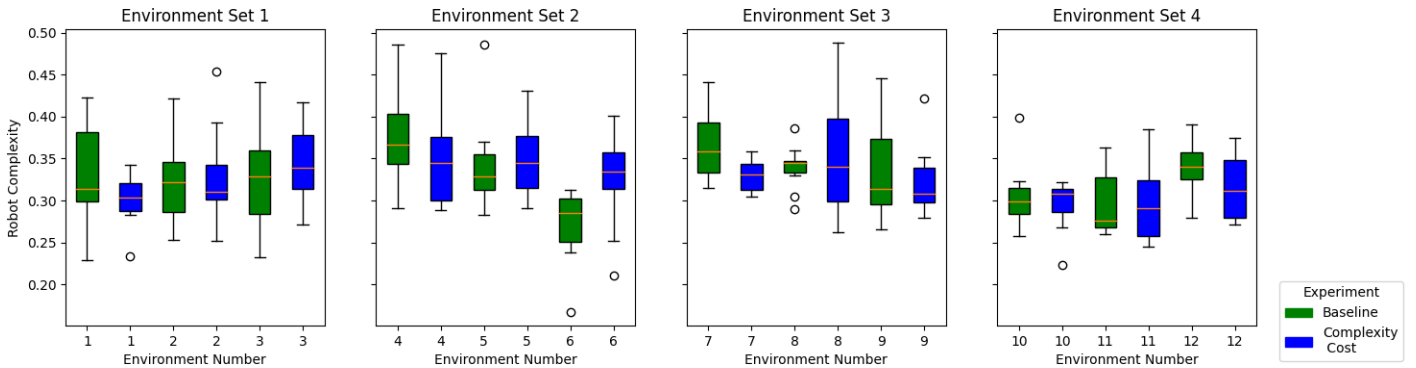 Environment Set 1
Environment Set 2
Environment Set 3
Environment Set 4
Robot Complexity
0.50
0.45
0.40
0.35
0.30
0.25
0.20
1 1 2 2 3 3
4 4 5 5 6 6
7 7 8 8 9 9
10 10 11 11 12 12
Environment Number
Environment Number
Environment Number
Environment Number
Experiment
Baseline
Complexity
Cost